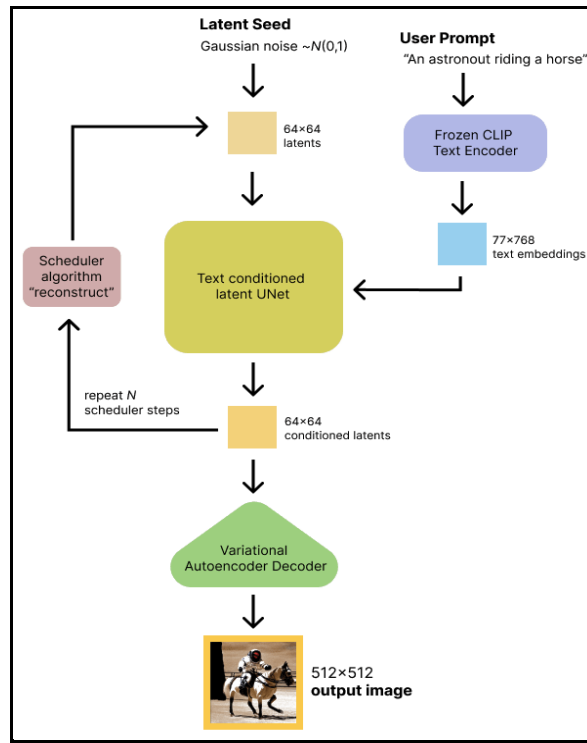 Latent Seed
Gaussian noise ~N(0,1)
User Prompt
“An astronout riding a horse”
64×64
latents
Frozen CLIP
Text Encoder
77×768
text embeddings
Scheduler
algorithm
“reconstruct”
Text conditioned
latent UNet
repeat N
scheduler steps
64×64
conditioned latents
Variational
Autoencoder Decoder
512×512
output image